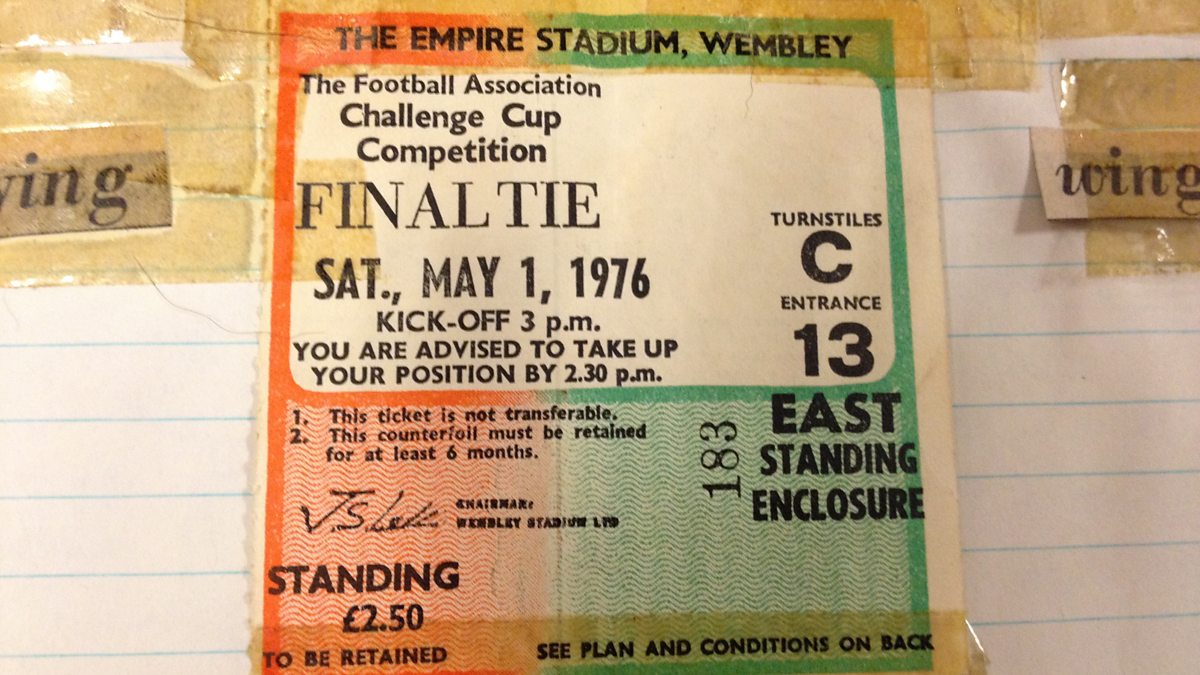 THE EMPIRE STADIUM, WEMBLEY
The Football Association
Challenge Cup
Competition
FINAL TIE
SAT., MAY 1, 1976
KICK-OFF 3 p.m.
YOU ARE ADVISED TO TAKE UP
YOUR POSITION BY 2.30 p.m.
TURNSTILES
C
ENTRANCE
13
EAST
STANDING
ENCLOSURE
183
1. This ticket is not transferable.
2. This counterfoil must be retained
for at least 6 months.
CHAIRMAN:
WEMBLEY STADIUM LTD
STANDING
£2.50
TO BE RETAINED
SEE PLAN AND CONDITIONS ON BACK
wing